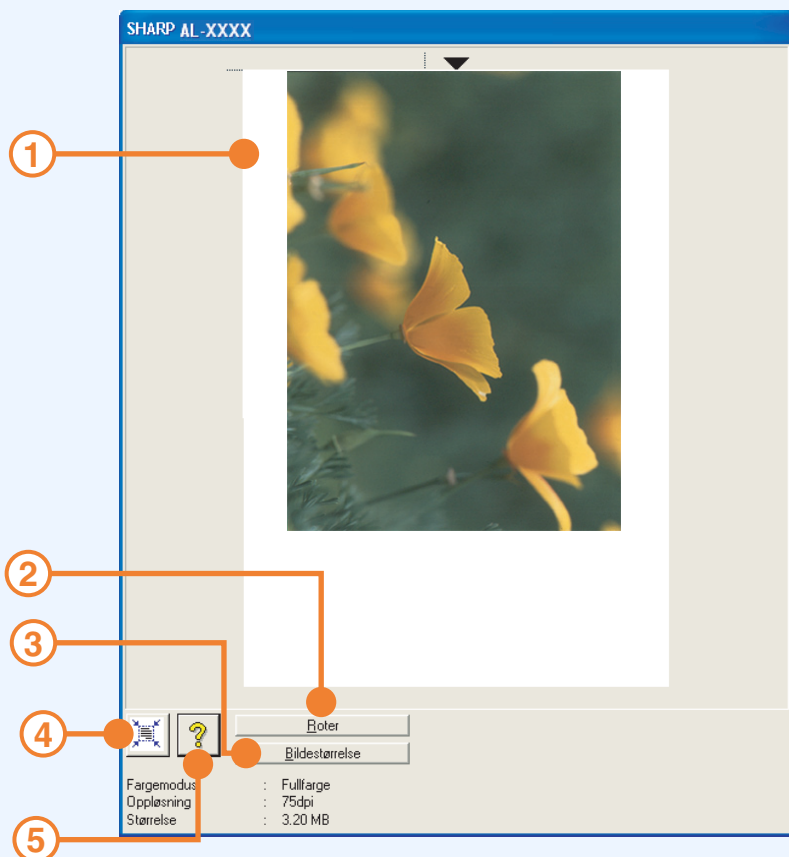 SHARP AL-XXXX
1
2
3
4
5
?
Roter
Bildestørrelse
Fargemodus : Fullfarge
Oppløsning : 75dpi
Størrelse : 3.20 MB